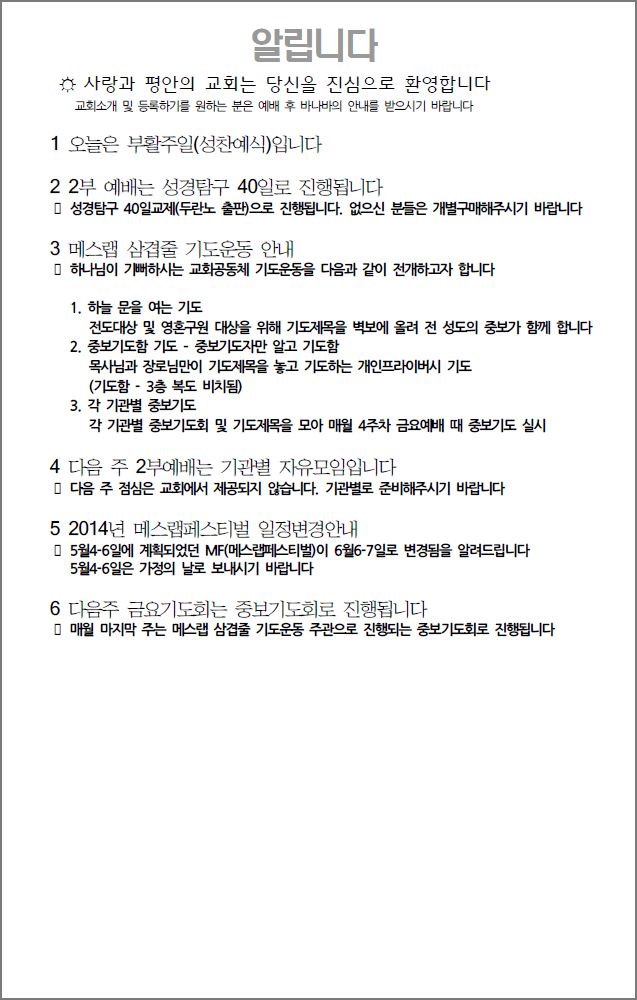 알립니다
☼ 사랑과 평안의 교회는 당신을 진심으로 환영합니다
교회소개 및 등록하기를 원하는 분은 예배 후 바나바의 안내를 받으시기 바랍니다
1 오늘은 부활주일(성찬예식)입니다
2 2부 예배는 성경탐구 40일로 진행됩니다
▯ 성경탐구 40일교제(두란노 출판)으로 진행됩니다. 없으신 분들은 개별구매해주시기 바랍니다
3 메스랩 삼겹줄 기도운동 안내
▯ 하나님이 기뻐하시는 교회공동체 기도운동을 다음과 같이 전개하고자 합니다
1. 하늘 문을 여는 기도
전도대상 및 영혼구원 대상을 위해 기도제목을 벽보에 올려 전 성도의 중보가 함께 합니다
2. 중보기도함 기도 - 중보기도자만 알고 기도함
목사님과 장로님만이 기도제목을 놓고 기도하는 개인프라이버시 기도
(기도함 - 3층 복도 비치됨)
3. 각 기관별 중보기도
각 기관별 중보기도회 및 기도제목을 모아 매월 4주차 금요예배 때 중보기도 실시
4 다음 주 2부예배는 기관별 자유모임입니다
▯ 다음 주 점심은 교회에서 제공되지 않습니다. 기관별로 준비해주시기 바랍니다
5 2014년 메스랩페스티벌 일정변경안내
▯ 5월4-6일에 계획되었던 MF(메스랩페스티벌)이 6월6-7일로 변경됨을 알려드립니다
5월4-6일은 가정의 날로 보내시기 바랍니다
6 다음주 금요기도회는 중보기도회로 진행됩니다
▯ 매월 마지막 주는 메스랩 삼겹줄 기도운동 주관으로 진행되는 중보기도회로 진행됩니다